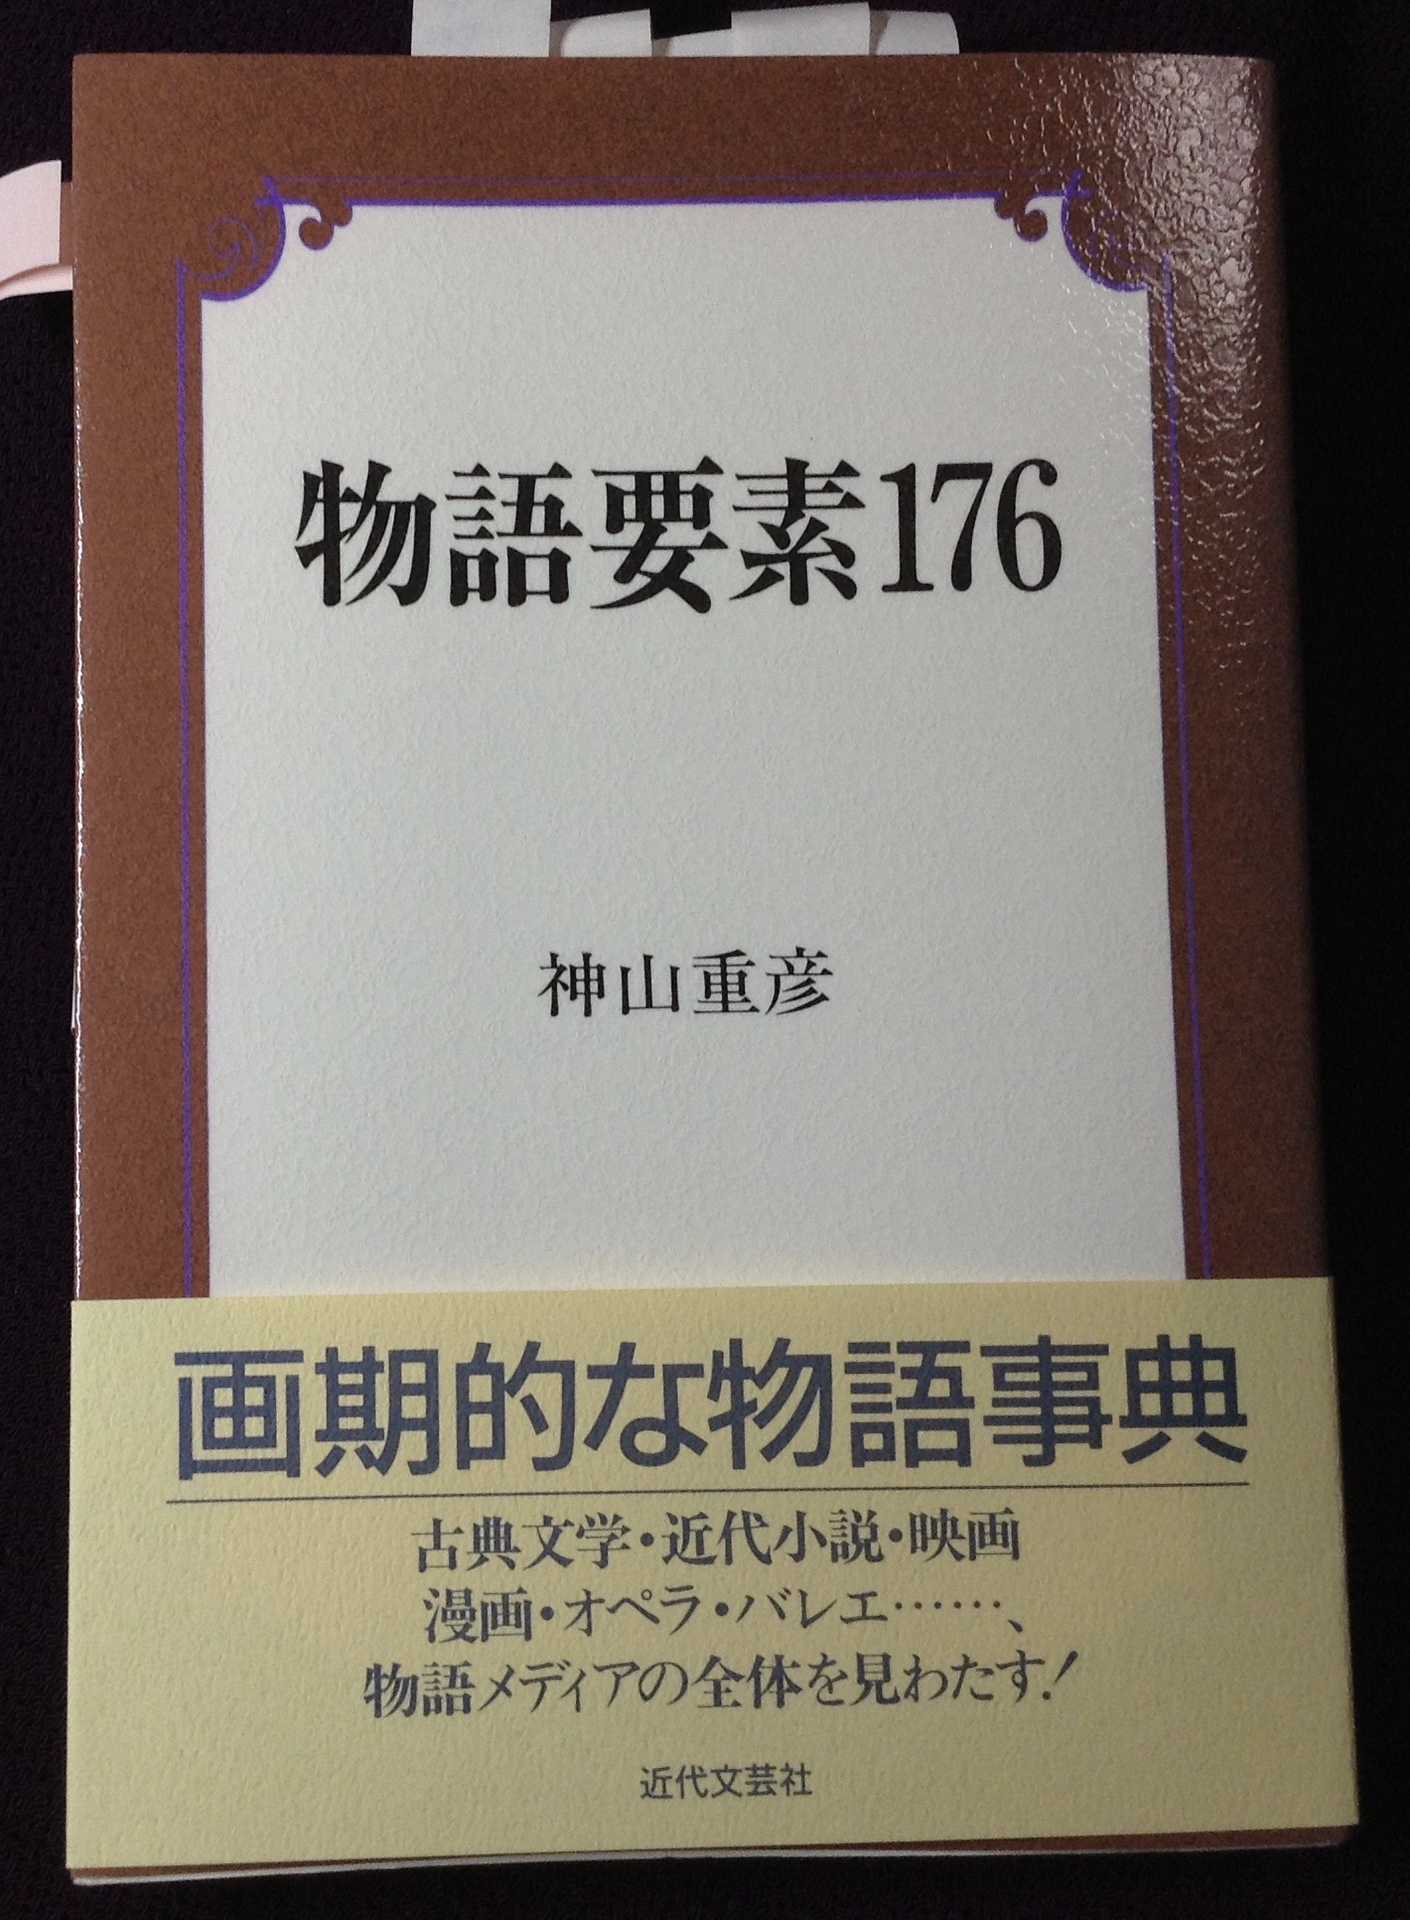 物語要素176
神山重彦
画期的な物語事典
古典文学・近代小説・映画
漫画・オペラ・バレエ……、
物語メディアの全体を見わたす!
近代文芸社